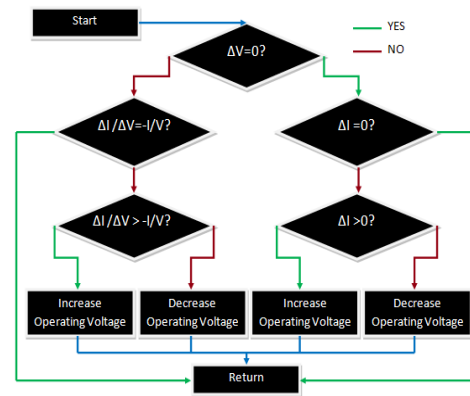 Start
YES
NO
ΔV=0?
ΔI/ΔV=-I/V?
ΔI=0?
ΔI/ΔV > -I/V?
ΔI >0?
Increase
Operating Voltage
Decrease
Operating Voltage
Increase
Operating Voltage
Decrease
Operating Voltage
Return